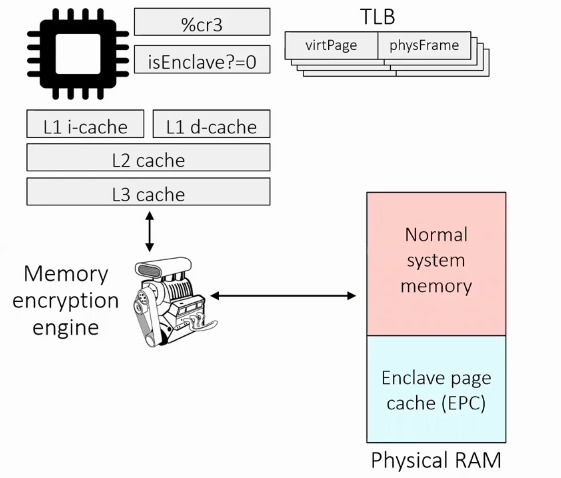 %cr3
isEnclave?=0
TLB
virtPage
physFrame
L1 i-cache
L1 d-cache
L2 cache
L3 cache
Memory
encryption
engine
Normal
system
memory
Enclave page
cache (EPC)
Physical RAM